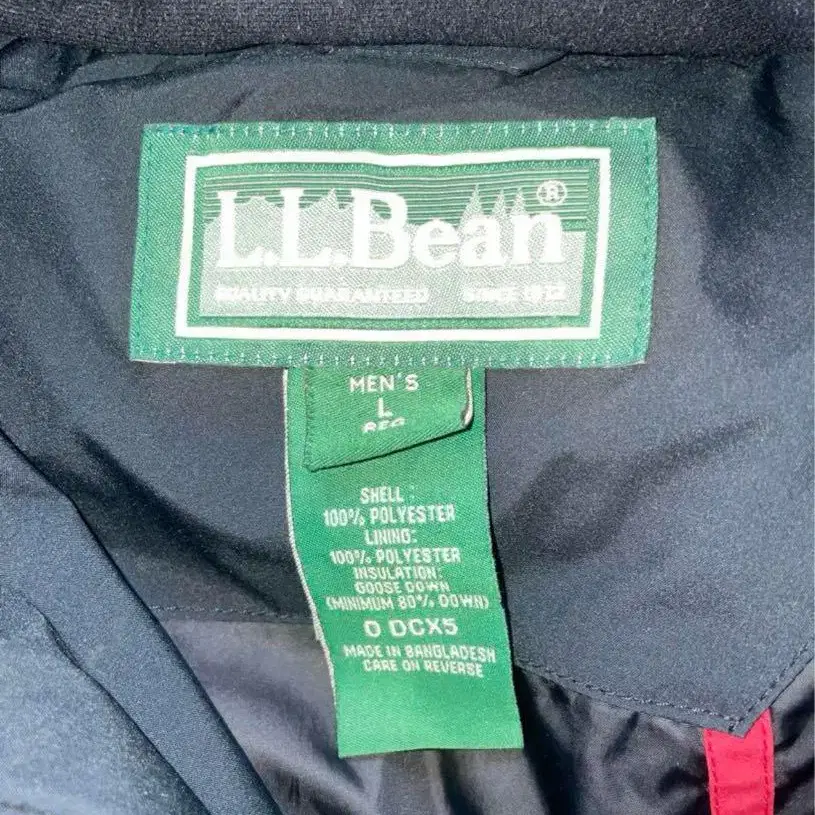 L.L.Bean®
QUALITY GUARANTEED SINCE 1912
MEN'S
L
REG
SHELL :
100% POLYESTER
LINING:
100% POLYESTER
INSULATION:
GOOSE DOWN
(MINIMUM 80% DOWN)
0 DCX5
MADE IN BANGLADESH
CARE ON REVERSE